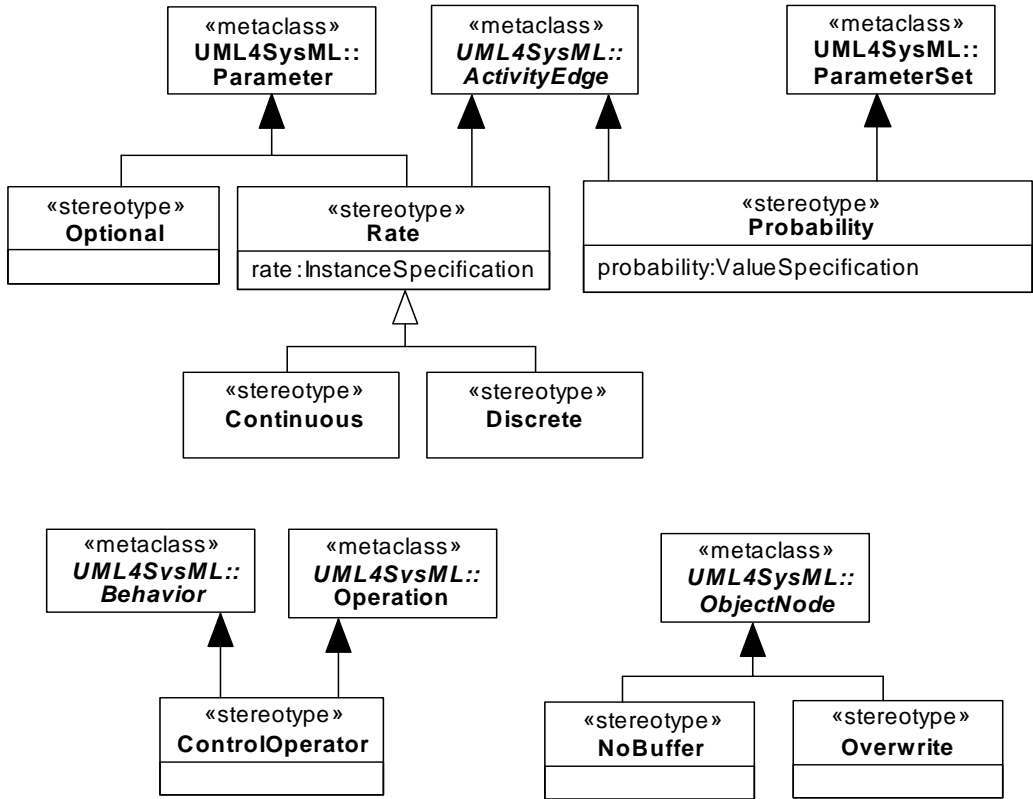 «metaclass»
UML4SysML::
Parameter
«metaclass»
UML4SysML::
ActivityEdge
«metaclass»
UML4SysML::
ParameterSet
«stereotype»
Optional
«stereotype»
Rate
rate:InstanceSpecification
«stereotype»
Probability
probability:ValueSpecification
«stereotype»
Continuous
«stereotype»
Discrete
«metaclass»
UML4SysML::
Behavior
«metaclass»
UML4SysML::
Operation
«metaclass»
UML4SysML::
ObjectNode
«stereotype»
ControlOperator
«stereotype»
NoBuffer
«stereotype»
Overwrite